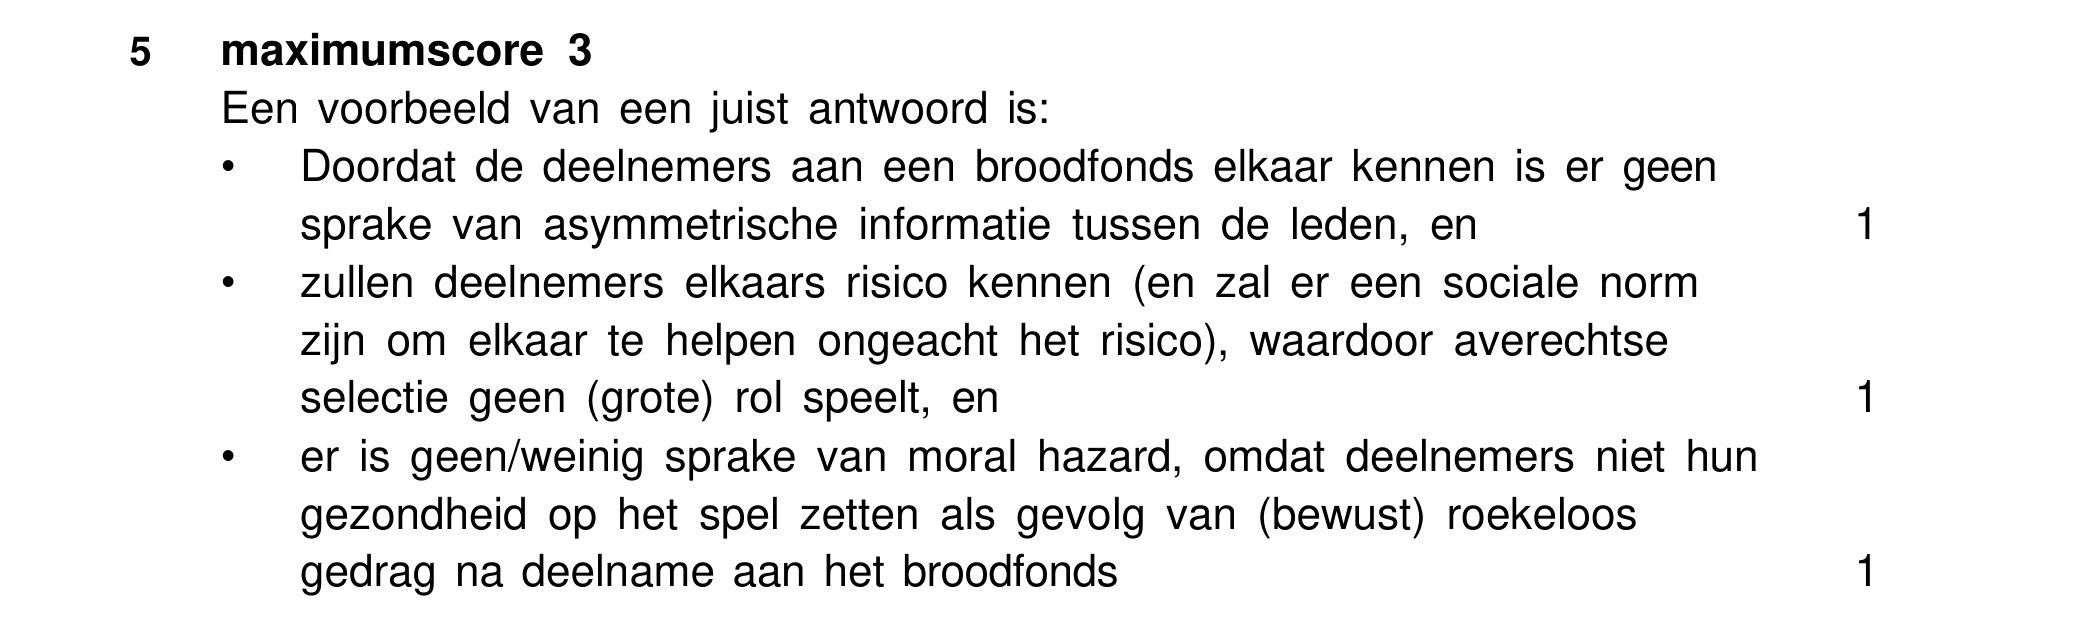 5 maximumscore 3
Een voorbeeld van een juist antwoord is:
• Doordat de deelnemers aan een broodfonds elkaar kennen is er geen
sprake van asymmetrische informatie tussen de leden, en 1
• zullen deelnemers elkaars risico kennen (en zal er een sociale norm
zijn om elkaar te helpen ongeacht het risico), waardoor averechtse
selectie geen (grote) rol speelt, en 1
• er is geen/weinig sprake van moral hazard, omdat deelnemers niet hun
gezondheid op het spel zetten als gevolg van (bewust) roekeloos
gedrag na deelname aan het broodfonds 1